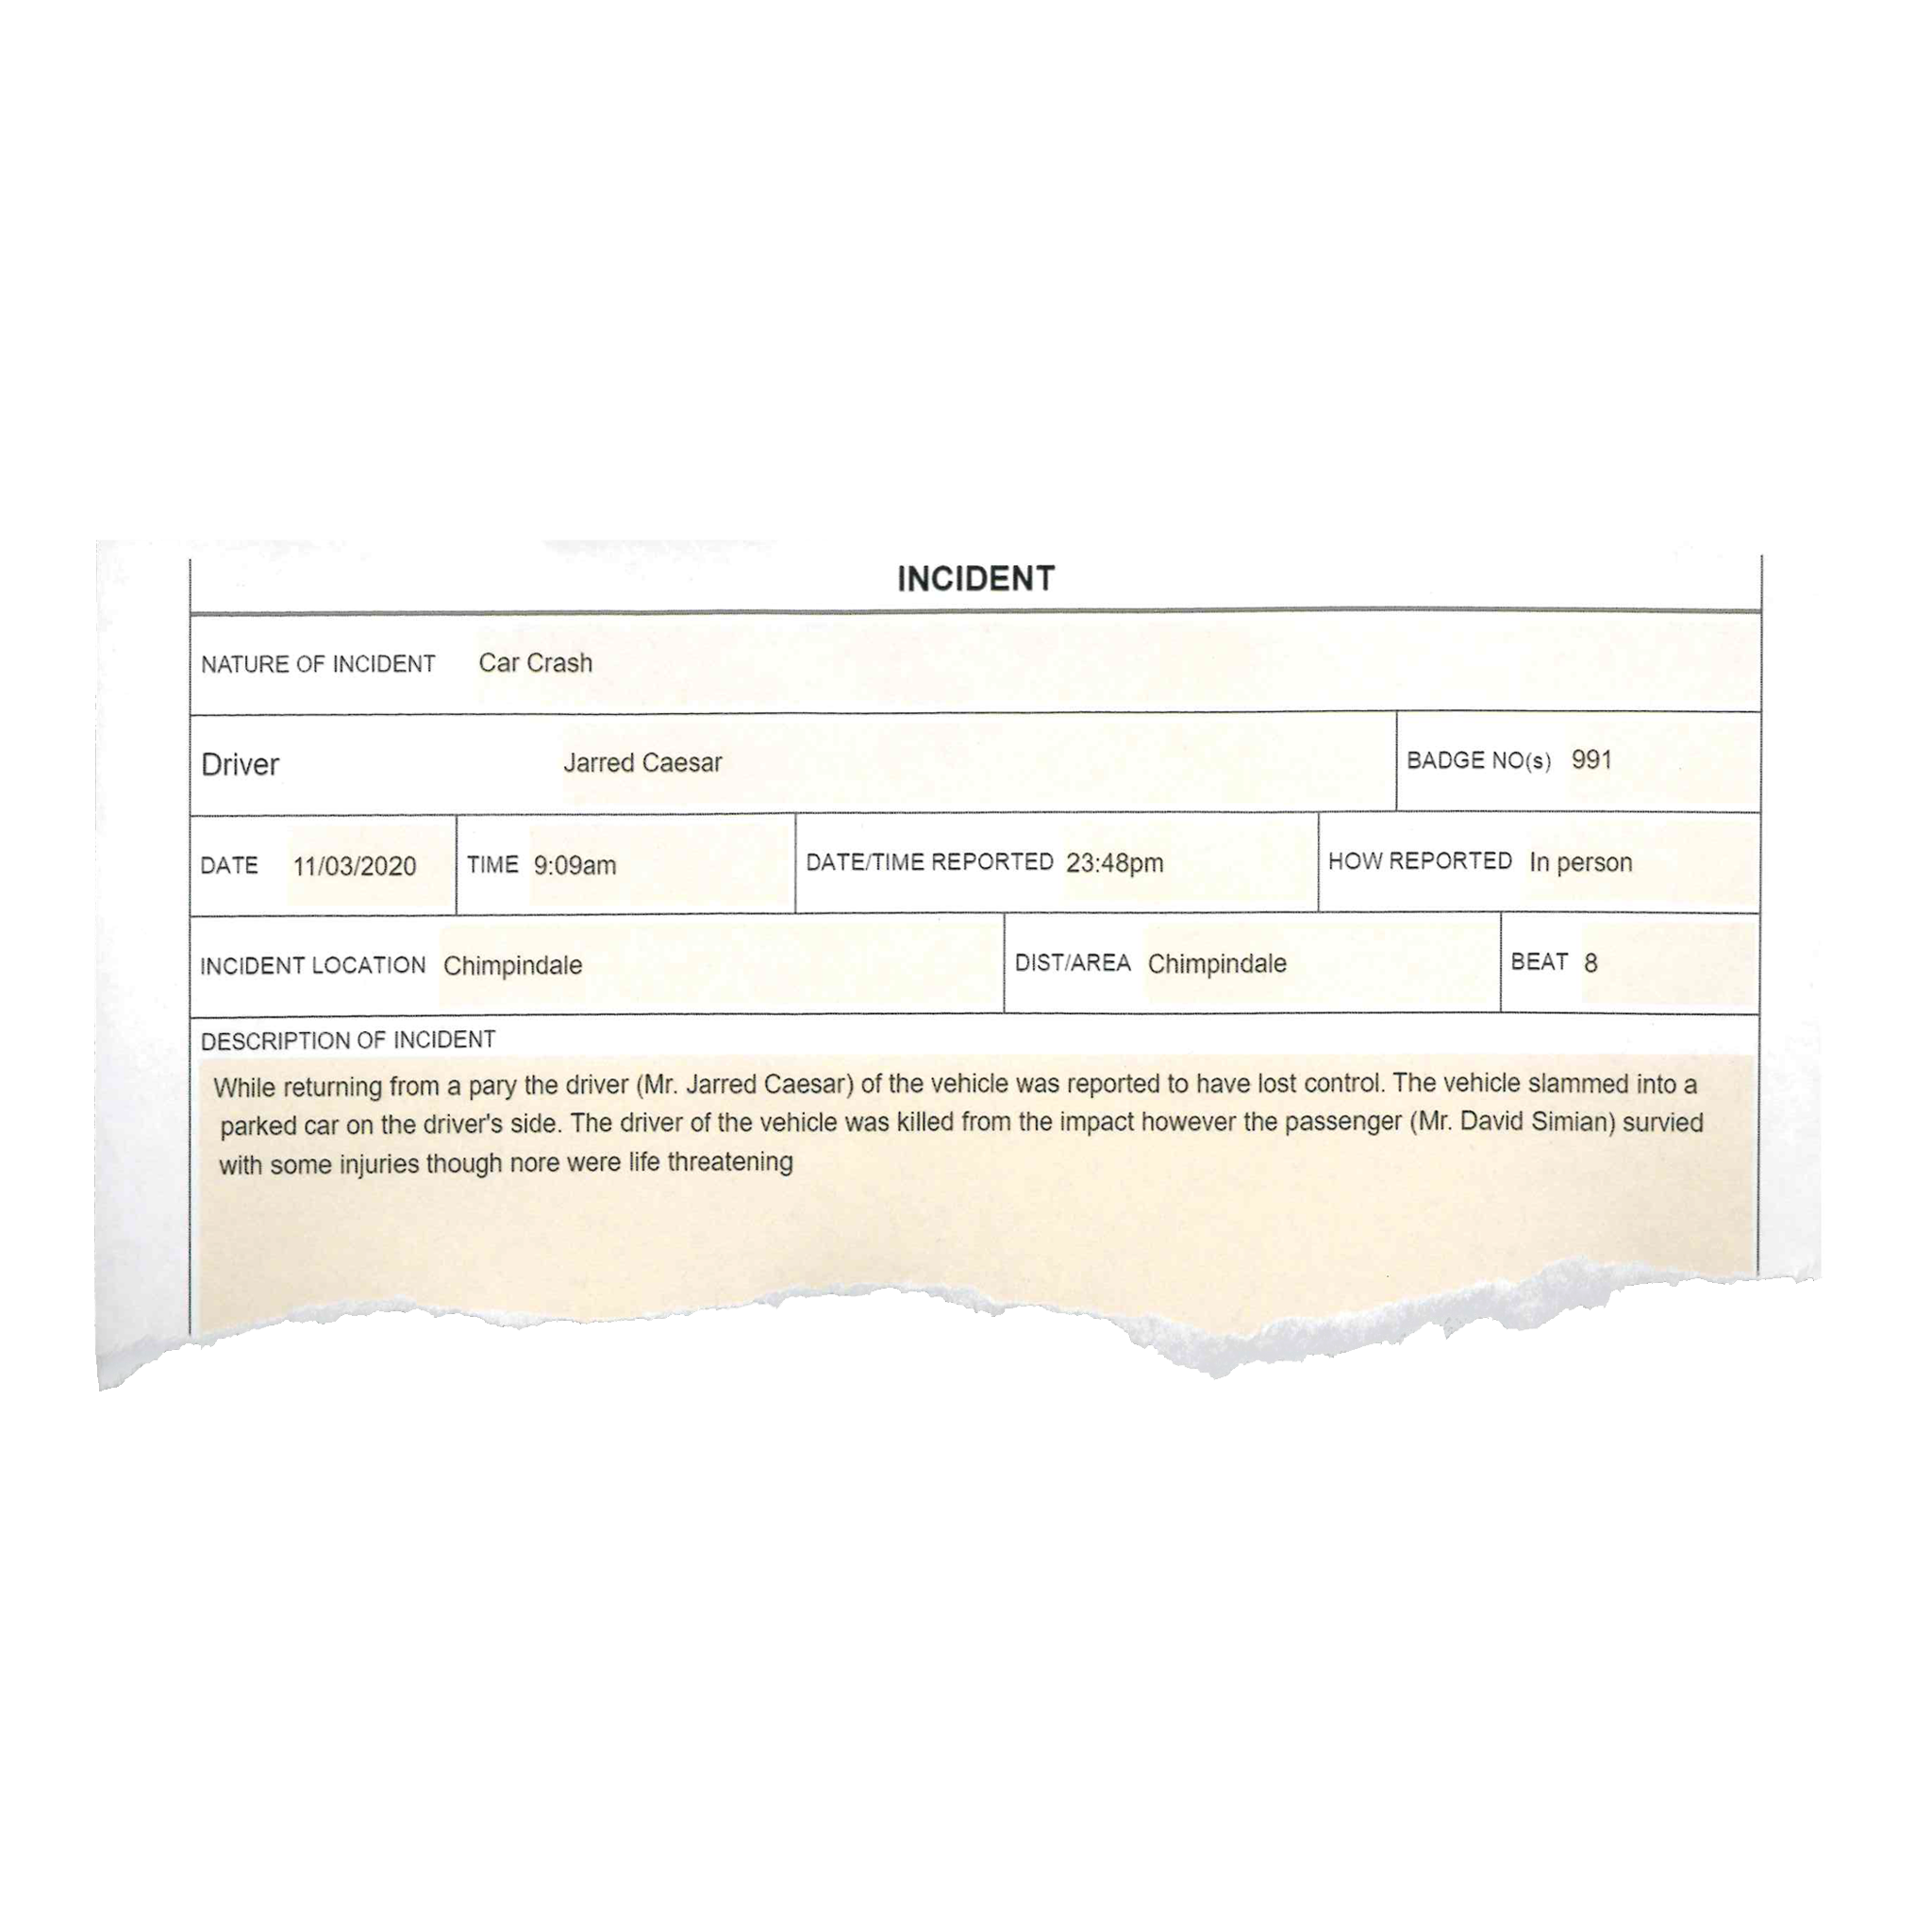 INCIDENT
NATURE OF INCIDENT Car Crash
Driver Jarred Caesar BADGE NO(s) 991
DATE 11/03/2020 TIME 9:09am DATE/TIME REPORTED 23:48pm HOW REPORTED In person
INCIDENT LOCATION Chimpindale DIST/AREA Chimpindale BEAT 8
DESCRIPTION OF INCIDENT
While returning from a pary the driver (Mr. Jarred Caesar) of the vehicle was reported to have lost control. The vehicle slammed into a
parked car on the driver's side. The driver of the vehicle was killed from the impact however the passenger (Mr. David Simian) survied
with some injuries though nore were life threatening